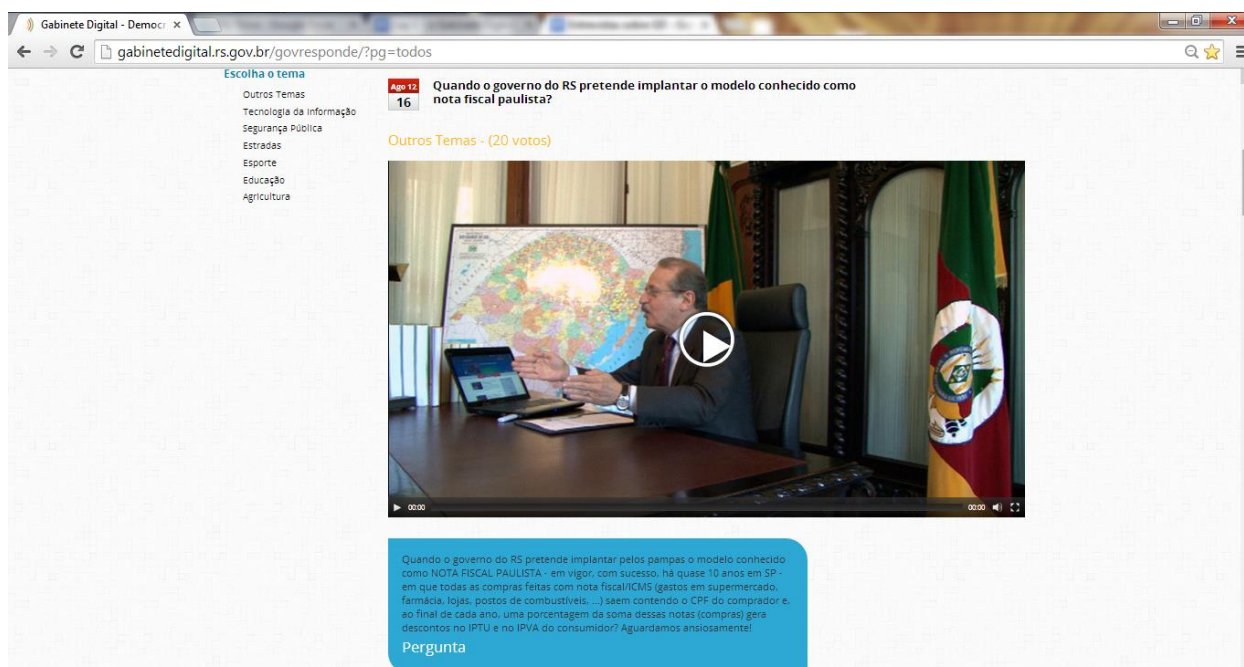 Gabinete Digital - Democr
gabinetedigital.rs.gov.br/govresponde/?pg=todos
Escolha o tema
Outros Temas
Tecnologia da Informação
Segurança Pública
Estradas
Esporte
Educação
Agricultura
Ago 12
16
Quando o governo do RS pretende implantar o modelo conhecido como
nota fiscal paulista?
Outros Temas - (20 votos)
00:00
00:00
Quando o governo do RS pretende implantar pelos pampas o modelo conhecido
como NOTA FISCAL PAULISTA - em vigor, com sucesso, há quase 10 anos em SP -
em que todas as compras feitas com nota fiscal/ICMS (gastos em supermercado,
farmácia, lojas, postos de combustíveis, ...) saem contendo o CPF do comprador e,
ao final de cada ano, uma porcentagem da soma dessas notas (compras) gera
descontos no IPTU e no IPVA do consumidor? Aguardamos ansiosamente!
Pergunta